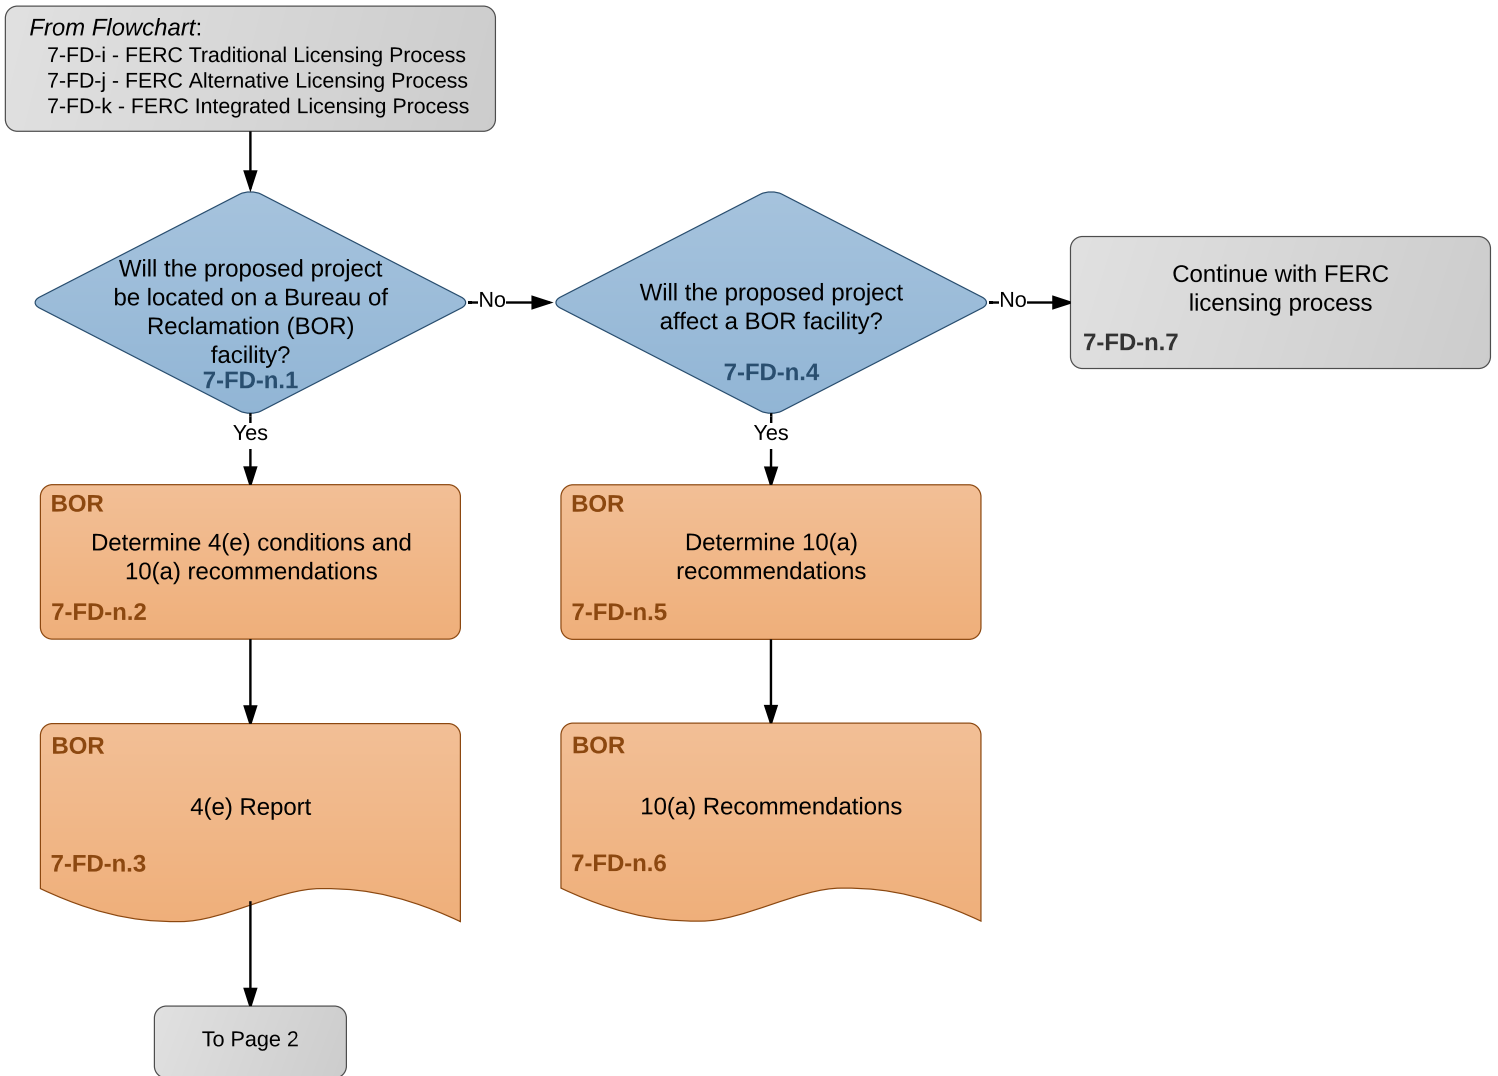 From Flowchart:
7-FD-i - FERC Traditional Licensing Process
7-FD-j - FERC Alternative Licensing Process
7-FD-k - FERC Integrated Licensing Process
Will the proposed project
be located on a Bureau of
Reclamation (BOR)
facility?
7-FD-n.1
No
Will the proposed project
affect a BOR facility?
7-FD-n.4
No
Continue with FERC
licensing process
7-FD-n.7
Yes
Yes
BOR
Determine 4(e) conditions and
10(a) recommendations
7-FD-n.2
BOR
Determine 10(a)
recommendations
7-FD-n.5
BOR
4(e) Report
7-FD-n.3
BOR
10(a) Recommendations
7-FD-n.6
To Page 2